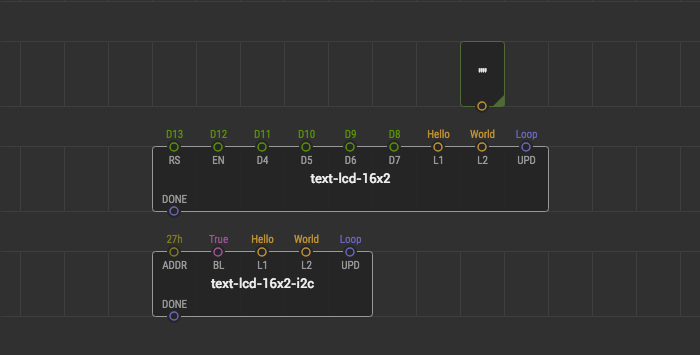 ""
D13 D12 D11 D10 D9 D8 Hello World Loop
RS EN D4 D5 D6 D7 L1 L2 UPD
text-lcd-16x2
DONE
27h True Hello World Loop
ADDR BL L1 L2 UPD
text-lcd-16x2-i2c
DONE